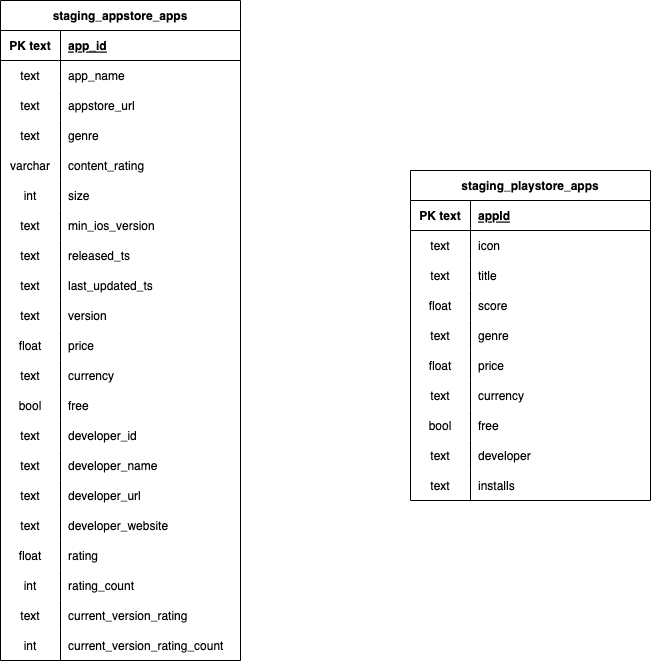 staging_appstore_apps
PK text app_id
text app_name
text appstore_url
text genre
varchar content_rating
int size
text min_ios_version
text released_ts
text last_updated_ts
text version
float price
text currency
bool free
text developer_id
text developer_name
text developer_url
text developer_website
float rating
int rating_count
text current_version_rating
int current_version_rating_count
staging_playstore_apps
PK text appId
text icon
text title
float score
text genre
float price
text currency
bool free
text developer
text installs